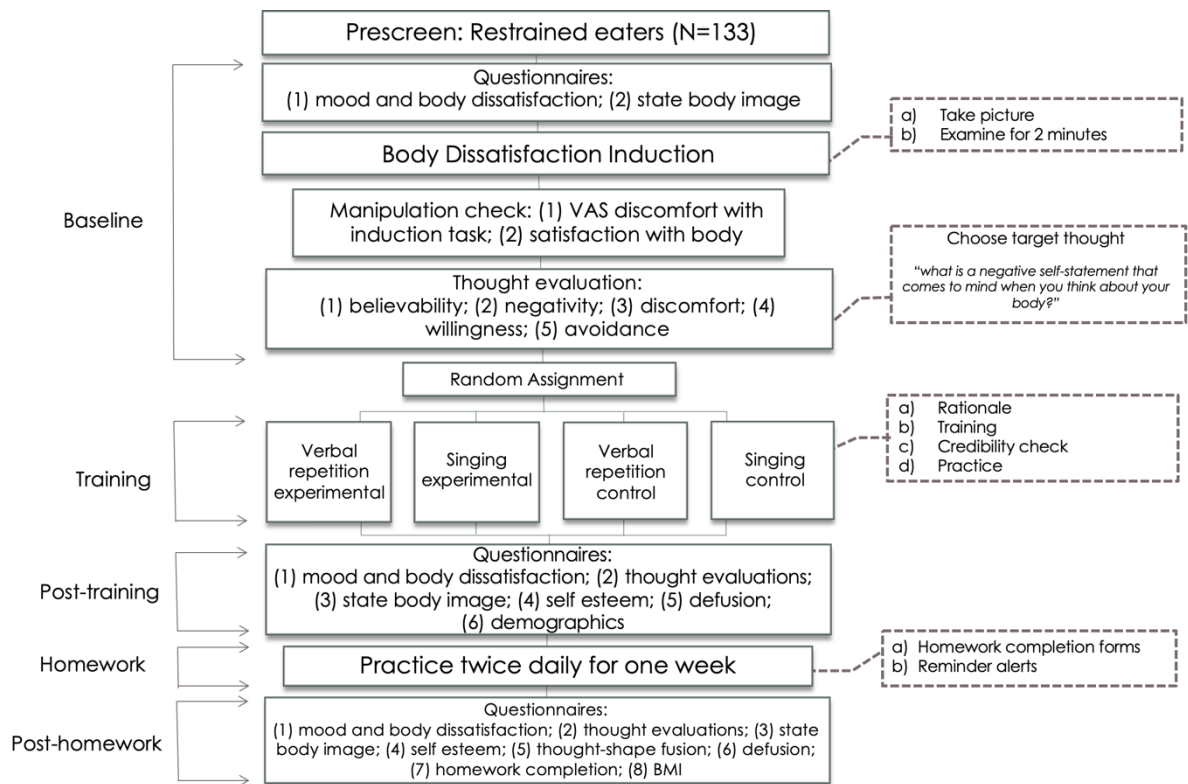 Prescreen: Restrained eaters (N=133)
Questionnaires:
(1) mood and body dissatisfaction; (2) state body image
a) Take picture
b) Examine for 2 minutes
Body Dissatisfaction Induction
Baseline
Manipulation check: (1) VAS discomfort with
induction task; (2) satisfaction with body
Choose target thought
"what is a negative self-statement that
comes to mind when you think about your
body?"
Thought evaluation:
(1) believability; (2) negativity; (3) discomfort; (4)
willingness; (5) avoidance
Random Assignment
a) Rationale
b) Training
c) Credibility check
d) Practice
Training
Verbal
repetition
experimental
Singing
experimental
Verbal
repetition
control
Singing
control
Post-training
Questionnaires:
(1) mood and body dissatisfaction; (2) thought evaluations;
(3) state body image; (4) self esteem; (5) defusion;
(6) demographics
Homework
Practice twice daily for one week
a) Homework completion forms
b) Reminder alerts
Post-homework
Questionnaires:
(1) mood and body dissatisfaction; (2) thought evaluations; (3) state
body image; (4) self esteem; (5) thought-shape fusion; (6) defusion;
(7) homework completion; (8) BMI